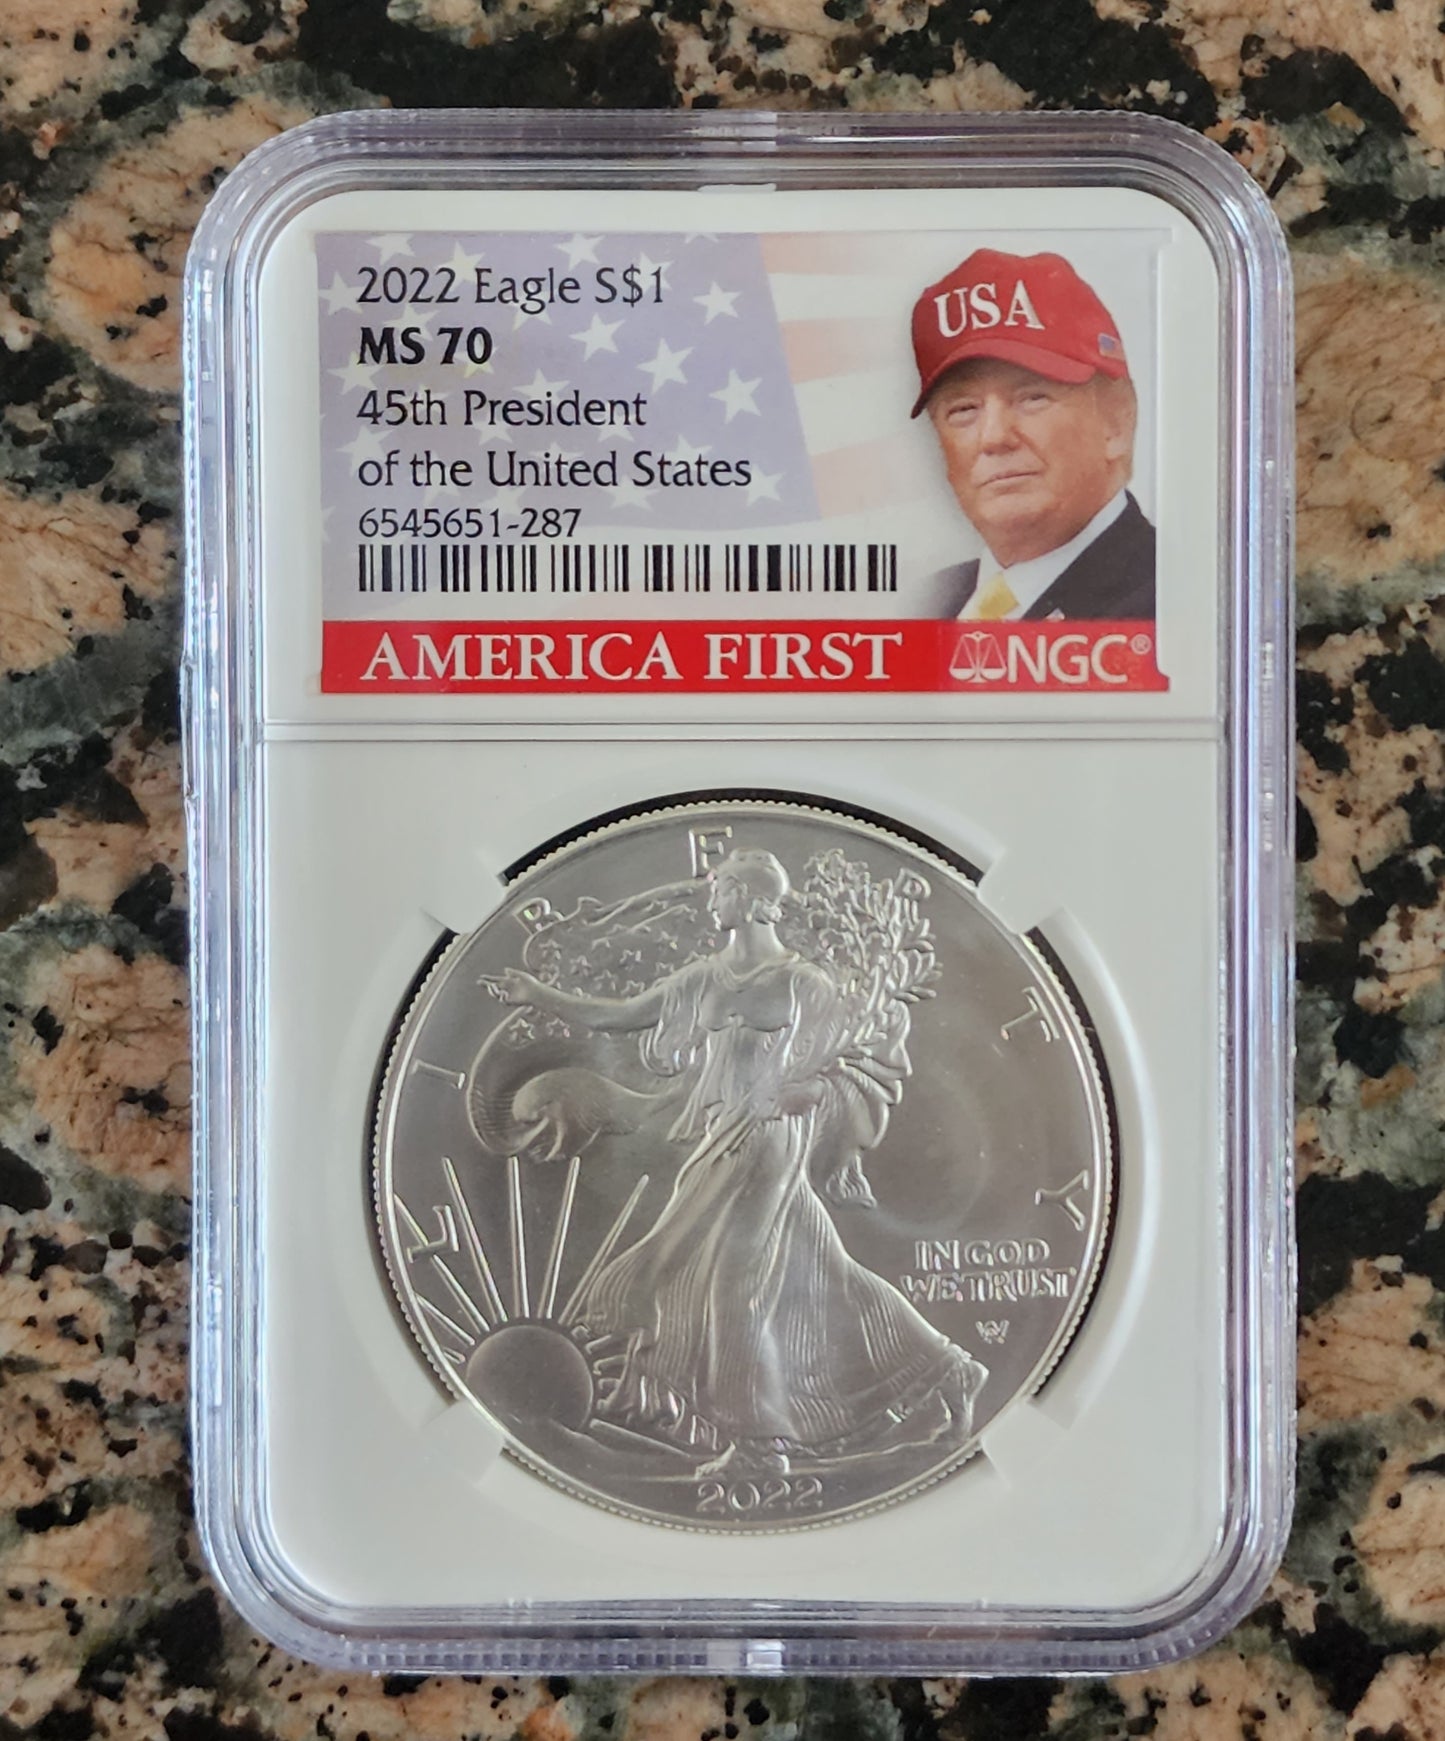 2022 Eagle S$1
MS 70
45th President
of the United States
6545651-287
USA
AMERICA FIRST NGC®
LIBERTY
IN GOD
WE TRUST
2022